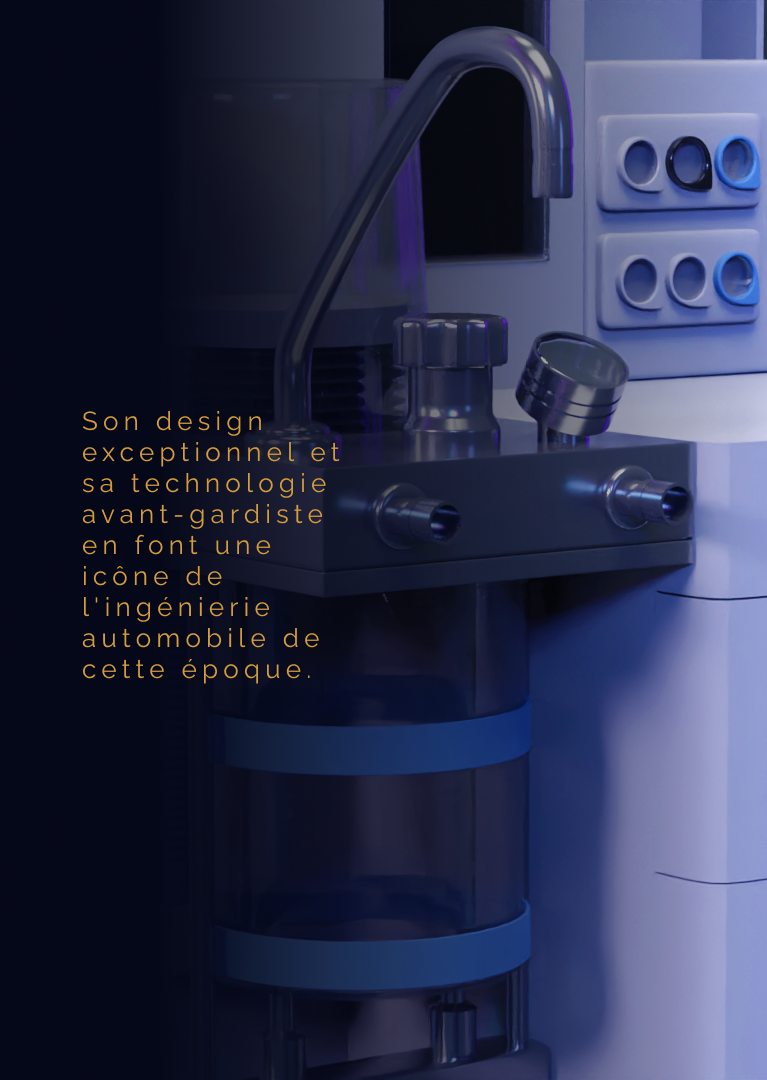 Son design
exceptionnel et
sa technologie
avant-gardiste
en font une
icône de
l'ingénierie
automobile de
cette époque.